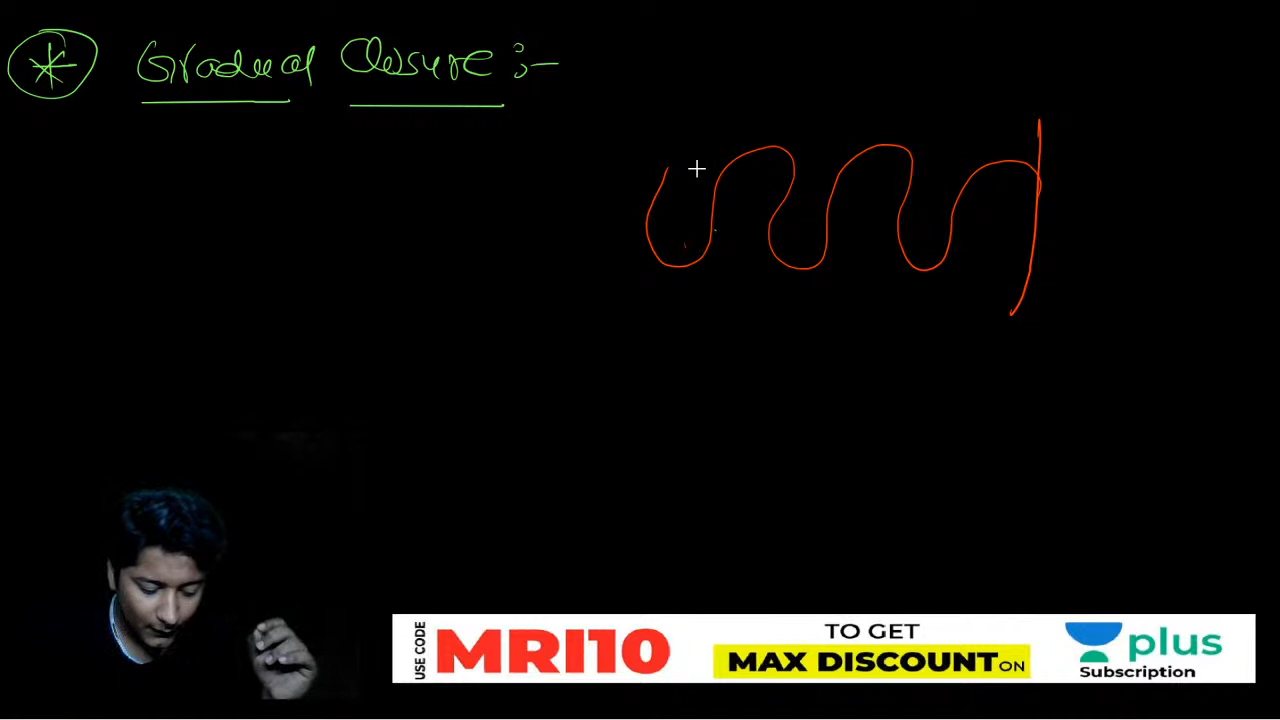 * Gradual Closure :-
USE CODE MRI10 TO GET MAX DISCOUNT ON plus Subscription